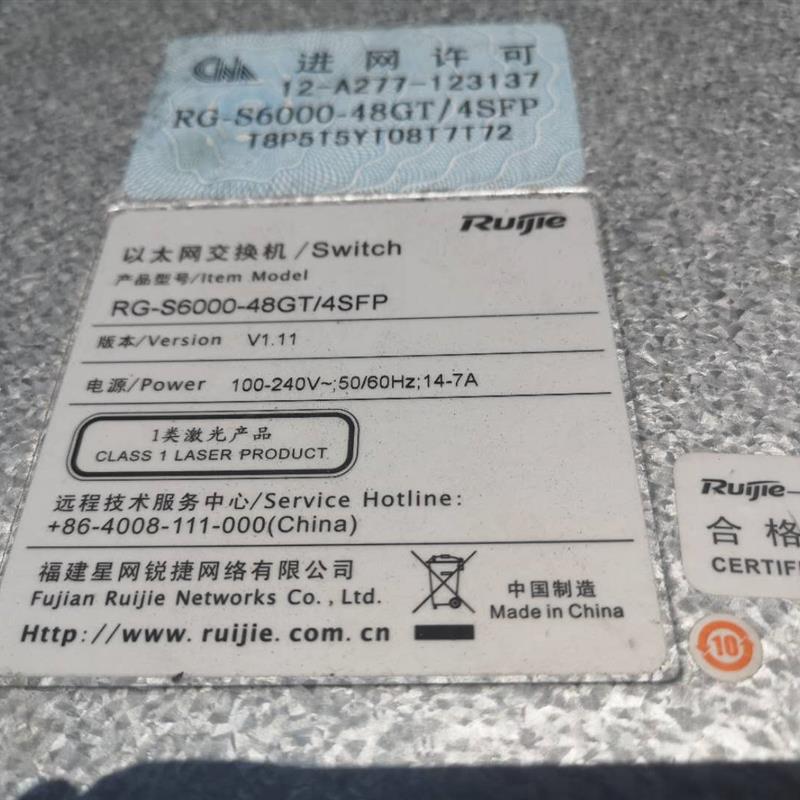 CNA 进网许可
12-A277-123137
RG-S6000-48GT/4SFP
T8P5T5YT08T7T72
Ruijie
以太网交换机/Switch
产品型号/Item Model
RG-S6000-48GT/4SFP
版本/Version V1.11
电源/Power 100-240V~;50/60Hz;14-7A
1类激光产品
CLASS 1 LASER PRODUCT
远程技术服务中心/Service Hotline:
+86-4008-111-000(China)
福建星网锐捷网络有限公司
Fujian Ruijie Networks Co., Ltd.
Http://www.ruijie.com.cn
中国制造
Made in China
Ruijie
合格
CERTIF
10